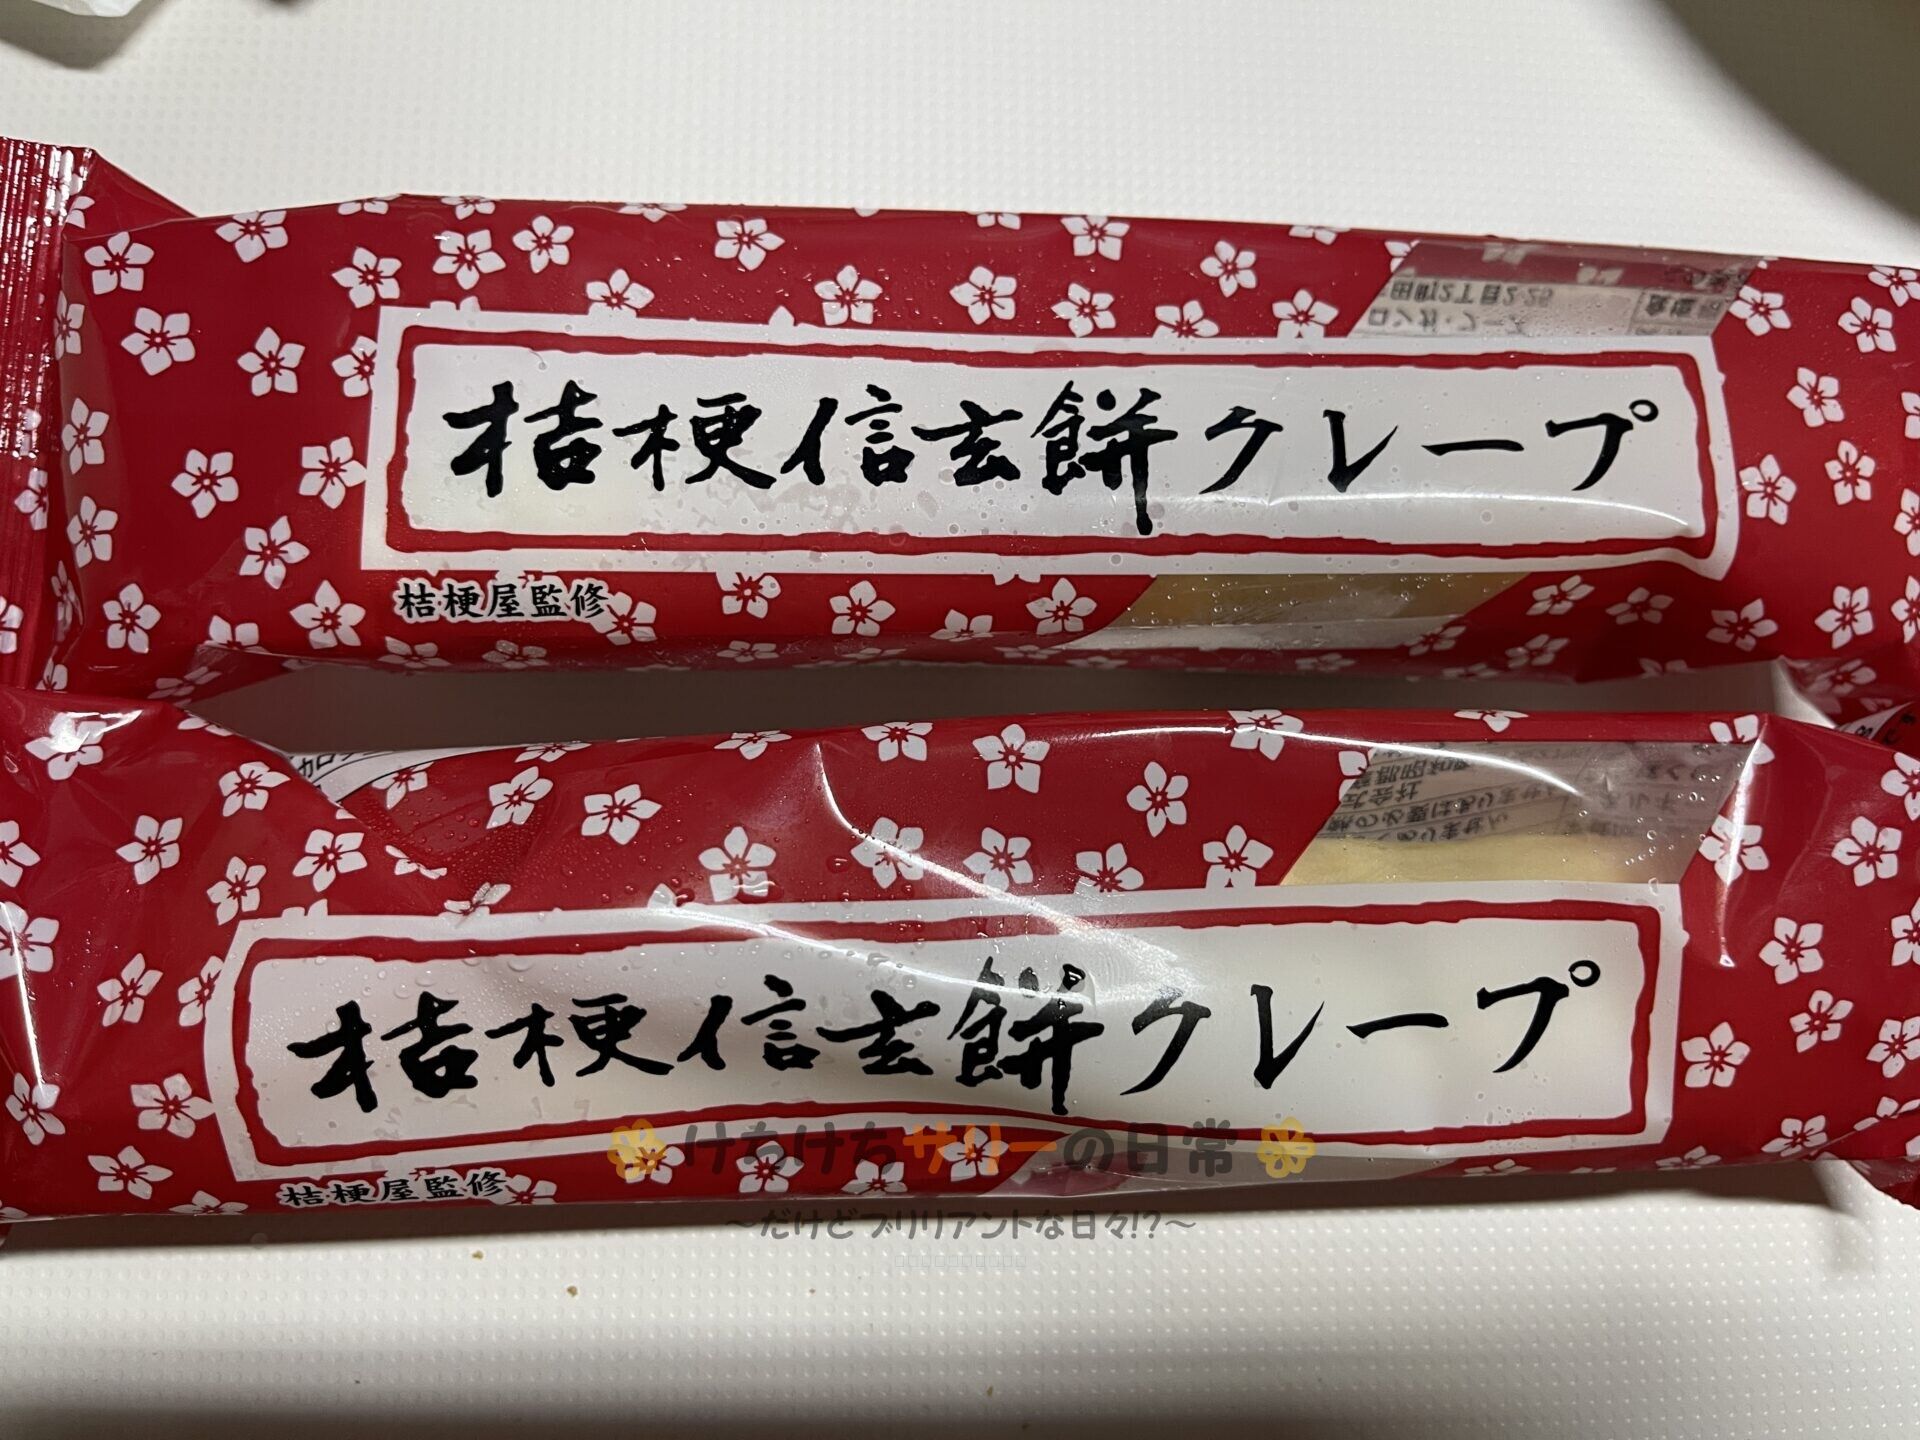 桔梗信玄餅クレープ
桔梗屋監修
桔梗信玄餅クレープ
桔梗屋監修
けちけちサリーの日常
～だけどブリリアントな日々!?～